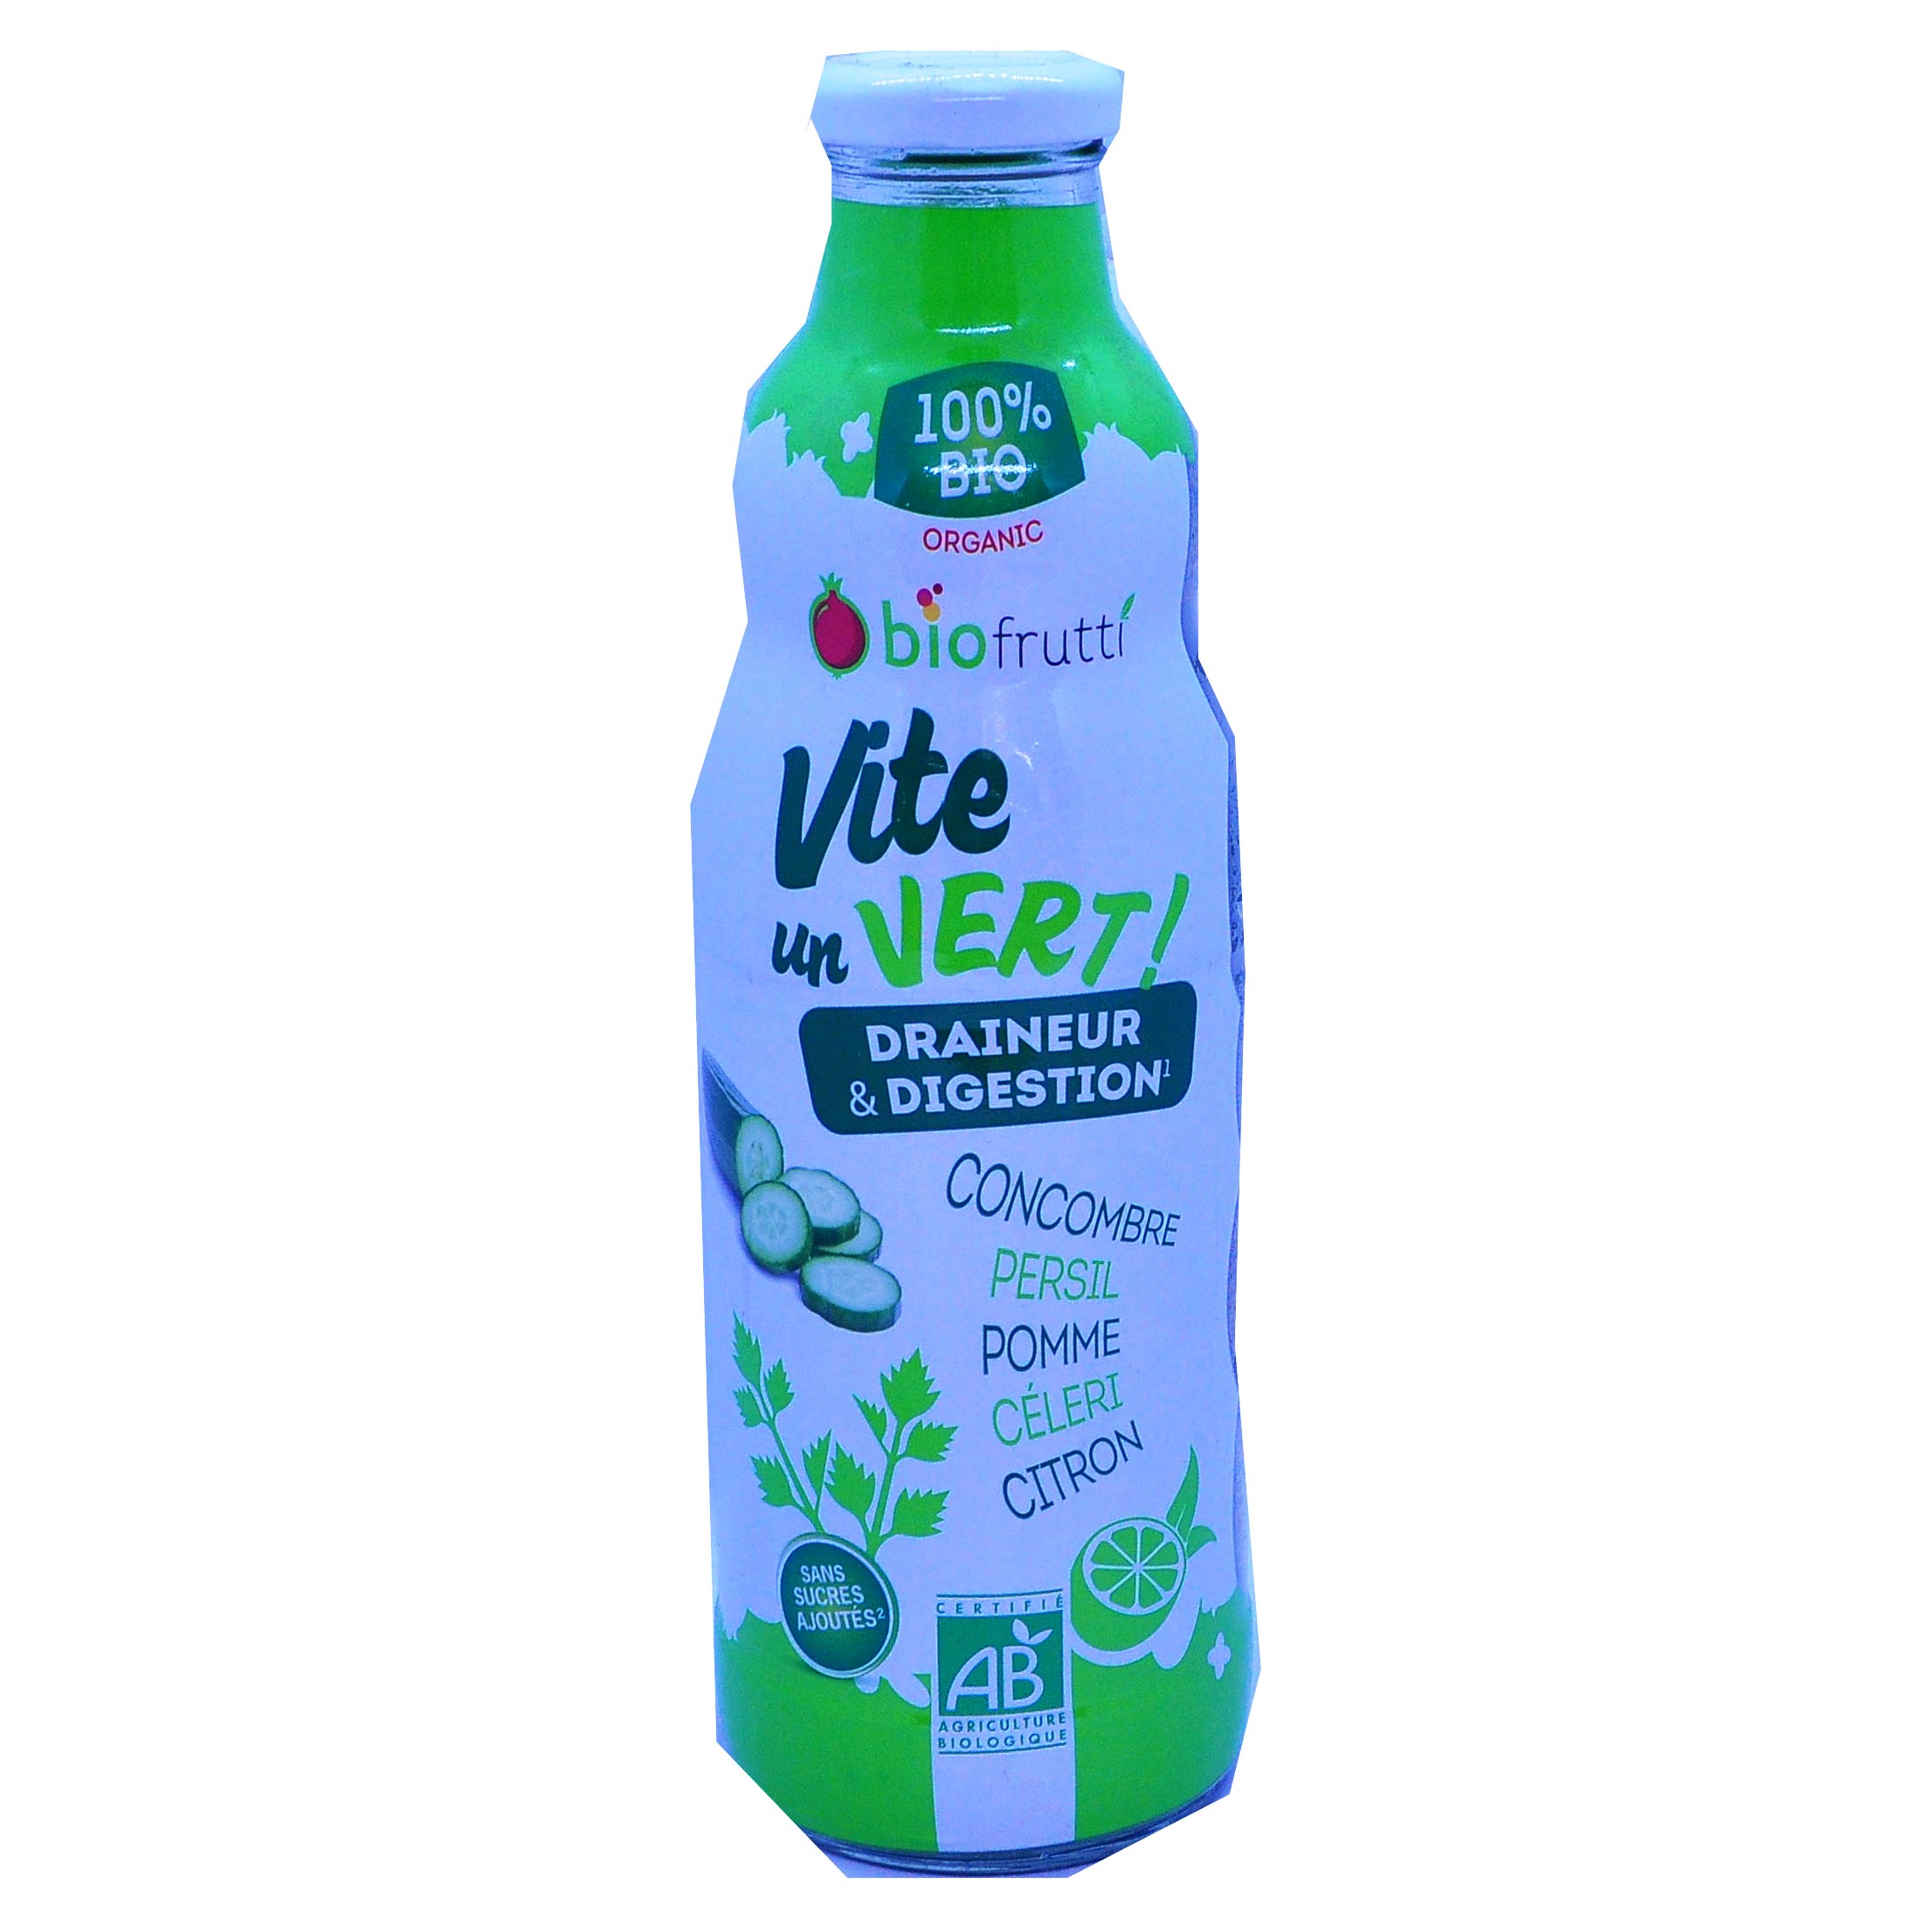 100%
BIO
ORGANIC
biofrutti
Vite
un VERT!
DRAINEUR
& DIGESTION¹
CONCOMBRE
PERSIL
POMME
CÉLERI
CITRON
SANS
SUCRES
AJOUTÉS²
CERTIFIÉ
AB
AGRICULTURE
BIOLOGIQUE